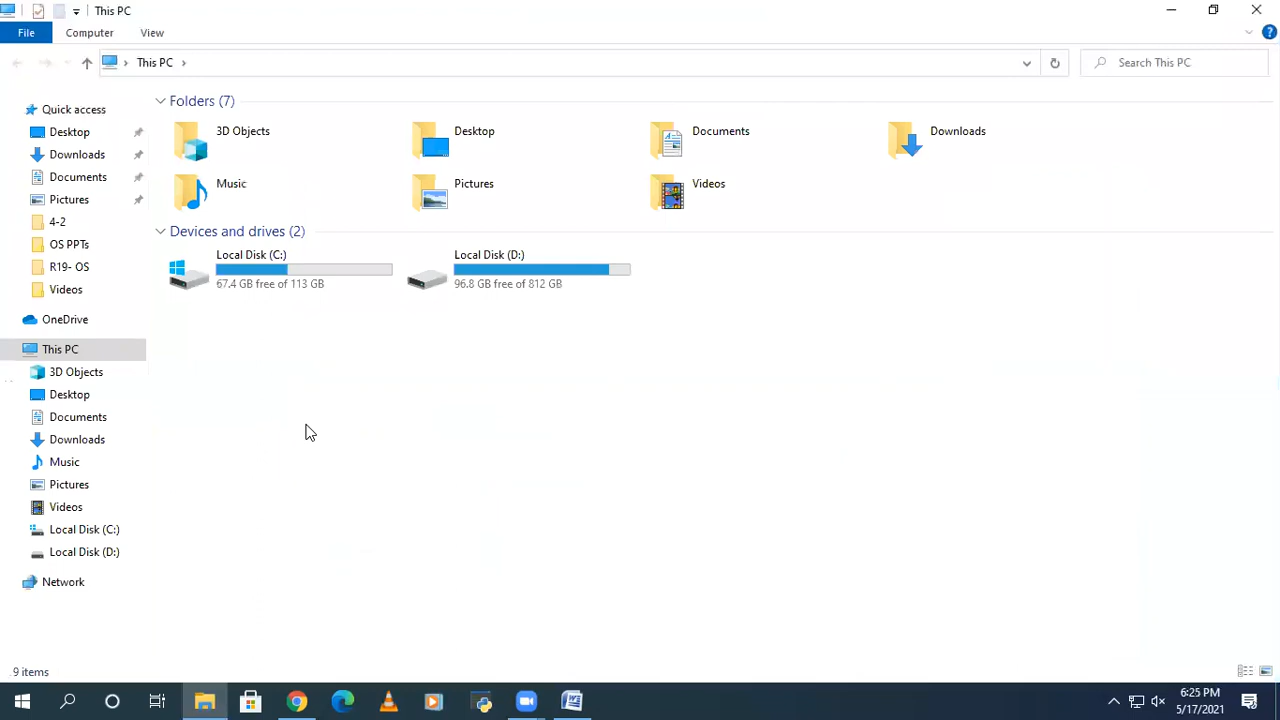 This PC
File Computer View
This PC
Search This PC
Quick access
Desktop
Downloads
Documents
Pictures
4-2
OS PPTs
R19- OS
Videos
OneDrive
This PC
3D Objects
Desktop
Documents
Downloads
Music
Pictures
Videos
Local Disk (C:)
Local Disk (D:)
Network
Folders (7)
3D Objects Desktop Documents Downloads
Music Pictures Videos
Devices and drives (2)
Local Disk (C:)
67.4 GB free of 113 GB
Local Disk (D:)
96.8 GB free of 812 GB
9 items
6:25 PM
5/17/2021